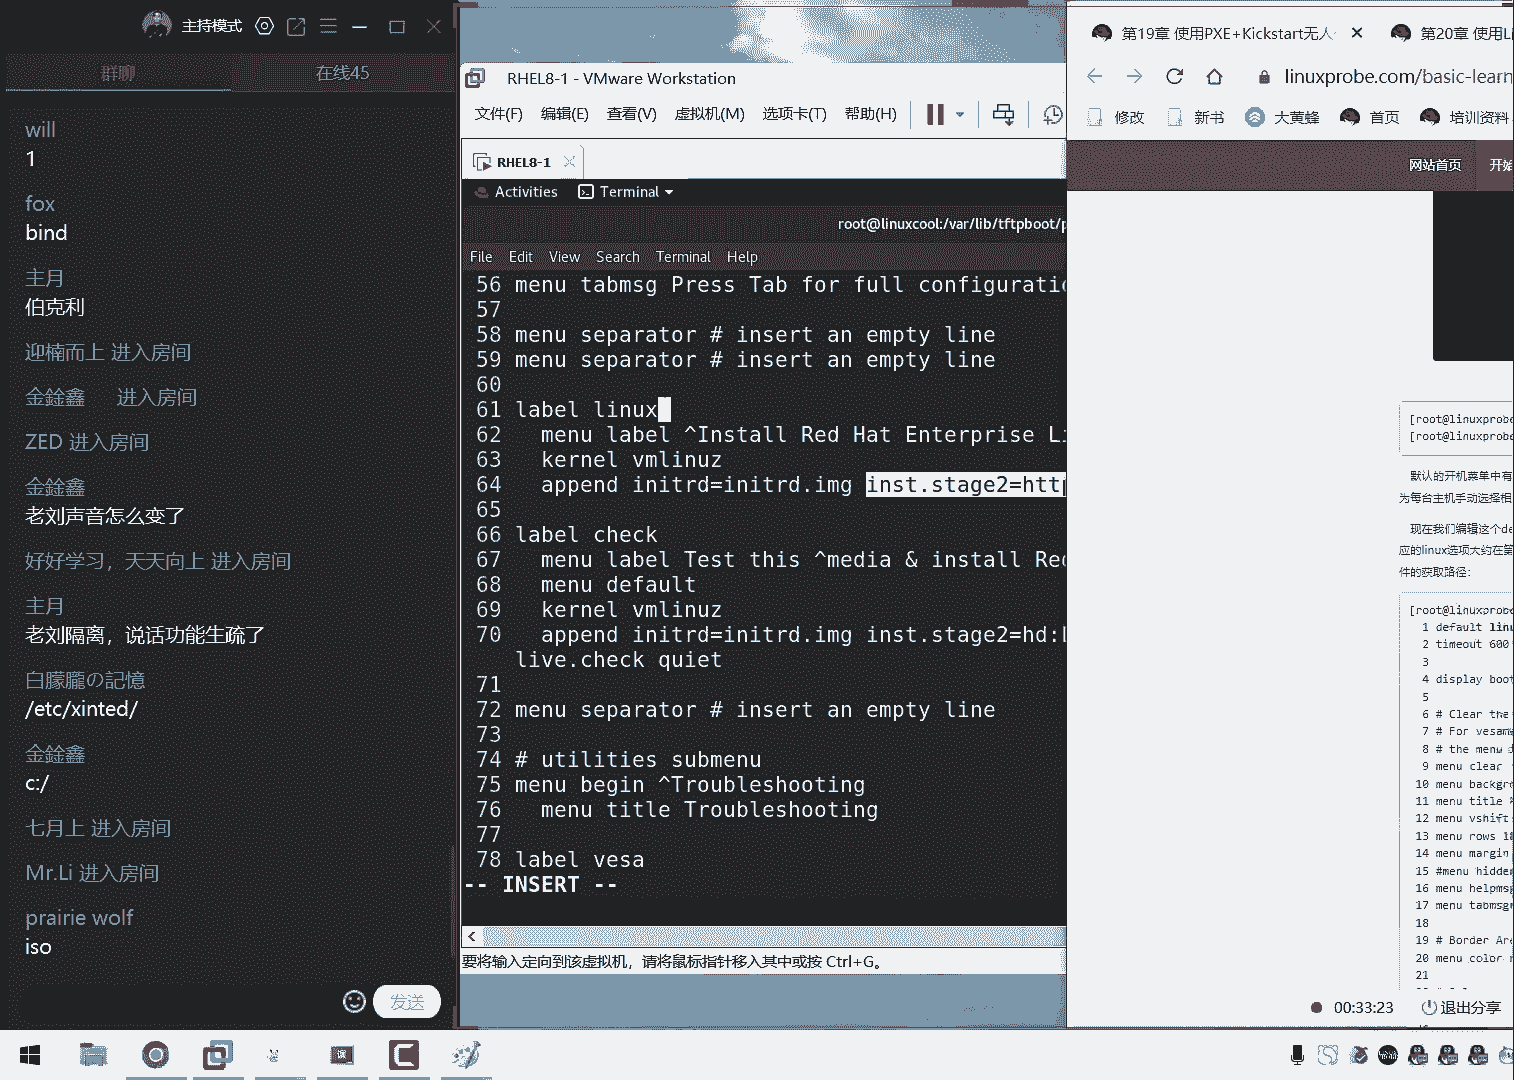 主持模式
群聊
在线45
will
1
fox
bind
主月
伯克利
迎楠而上 进入房间
金銓鑫 进入房间
ZED 进入房间
金銓鑫
老刘声音怎么变了
好好学习，天天向上 进入房间
主月
老刘隔离，说话功能生疏了
白朦朧の記憶
/etc/xinted/
金銓鑫
c:/
七月上 进入房间
Mr.Li 进入房间
prairie wolf
iso
发送
RHEL8-1 - VMware Workstation
文件(F) 编辑(E) 查看(V) 虚拟机(M) 选项卡(T) 帮助(H)
RHEL8-1
Activities Terminal
root@linuxcool:/var/lib/tftpboot/p
File Edit View Search Terminal Help
56 menu tabmsg Press Tab for full configuratio
57
58 menu separator # insert an empty line
59 menu separator # insert an empty line
60
61 label linux
62 menu label ^Install Red Hat Enterprise Li
63 kernel vmlinuz
64 append initrd=initrd.img inst.stage2=http
65
66 label check
67 menu label Test this ^media & install Red
68 menu default
69 kernel vmlinuz
70 append initrd=initrd.img inst.stage2=hd:L
live.check quiet
71
72 menu separator # insert an empty line
73
74 # utilities submenu
75 menu begin ^Troubleshooting
76 menu title Troubleshooting
77
78 label vesa
-- INSERT --
要将输入定向到该虚拟机，请将鼠标指针移入其中或按 Ctrl+G。
第19章 使用PXE+Kickstart无人
第20章 使用L
linuxprobe.com/basic-learn
修改 新书 大黄蜂 首页 培训资料
网站首页 开始
[root@linuxprobe
[root@linuxprobe
默认的开机菜单中有
为每台主机手动选择相
现在我们编辑这个de
应的linux选项大约在第
件的获取路径：
[root@linuxprobe
1 default linu
2 timeout 600
3
4 display boot
5
6 # Clear the
7 # For vesam
8 # the menu d
9 menu clear
10 menu backgro
11 menu title
12 menu vshift
13 menu rows 18
14 menu margin
15 #menu hidden
16 menu helpmsg
17 menu tabmsgr
18
19 # Border Are
20 menu color
21
00:33:23 退出分享